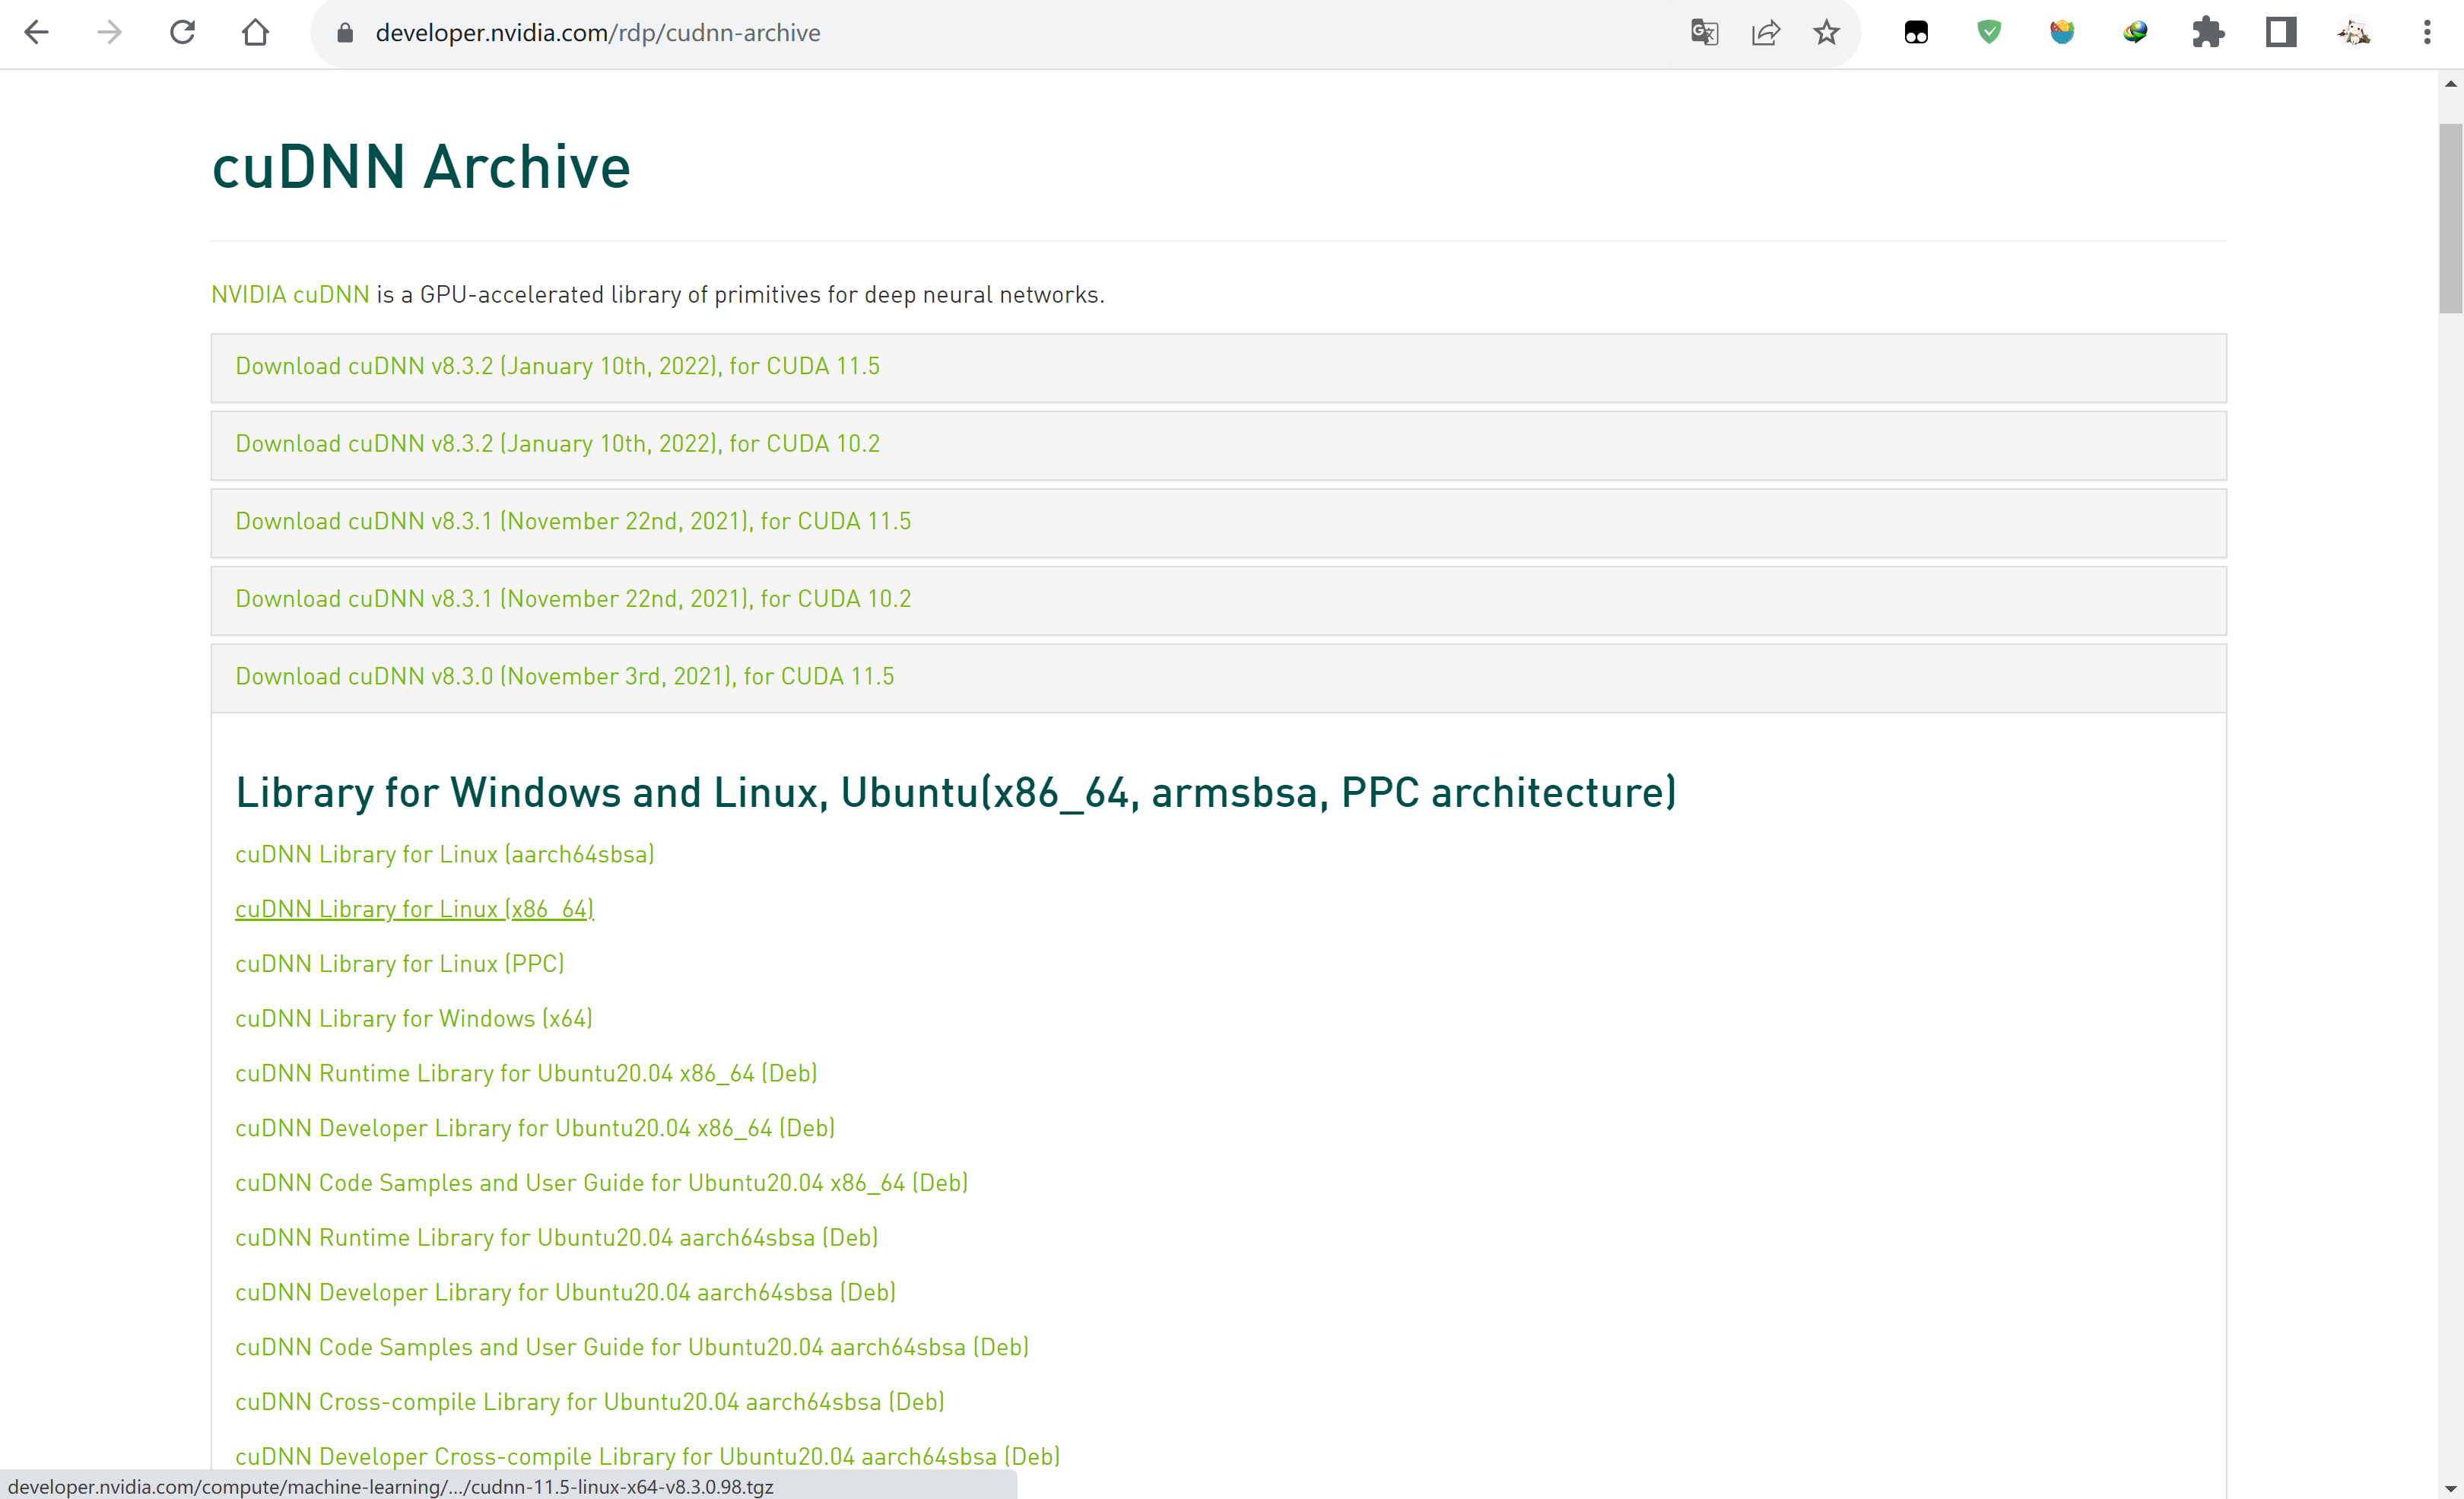 developer.nvidia.com/rdp/cudnn-archive
cuDNN Archive
NVIDIA cuDNN is a GPU-accelerated library of primitives for deep neural networks.
Download cuDNN v8.3.2 (January 10th, 2022), for CUDA 11.5
Download cuDNN v8.3.2 (January 10th, 2022), for CUDA 10.2
Download cuDNN v8.3.1 (November 22nd, 2021), for CUDA 11.5
Download cuDNN v8.3.1 (November 22nd, 2021), for CUDA 10.2
Download cuDNN v8.3.0 (November 3rd, 2021), for CUDA 11.5
Library for Windows and Linux, Ubuntu(x86_64, armsbsa, PPC architecture)
cuDNN Library for Linux (aarch64sbsa)
cuDNN Library for Linux (x86_64)
cuDNN Library for Linux (PPC)
cuDNN Library for Windows (x64)
cuDNN Runtime Library for Ubuntu20.04 x86_64 (Deb)
cuDNN Developer Library for Ubuntu20.04 x86_64 (Deb)
cuDNN Code Samples and User Guide for Ubuntu20.04 x86_64 (Deb)
cuDNN Runtime Library for Ubuntu20.04 aarch64sbsa (Deb)
cuDNN Developer Library for Ubuntu20.04 aarch64sbsa (Deb)
cuDNN Code Samples and User Guide for Ubuntu20.04 aarch64sbsa (Deb)
cuDNN Cross-compile Library for Ubuntu20.04 aarch64sbsa (Deb)
cuDNN Developer Cross-compile Library for Ubuntu20.04 aarch64sbsa (Deb)
developer.nvidia.com/compute/machine-learning/.../cudnn-11.5-linux-x64-v8.3.0.98.tgz